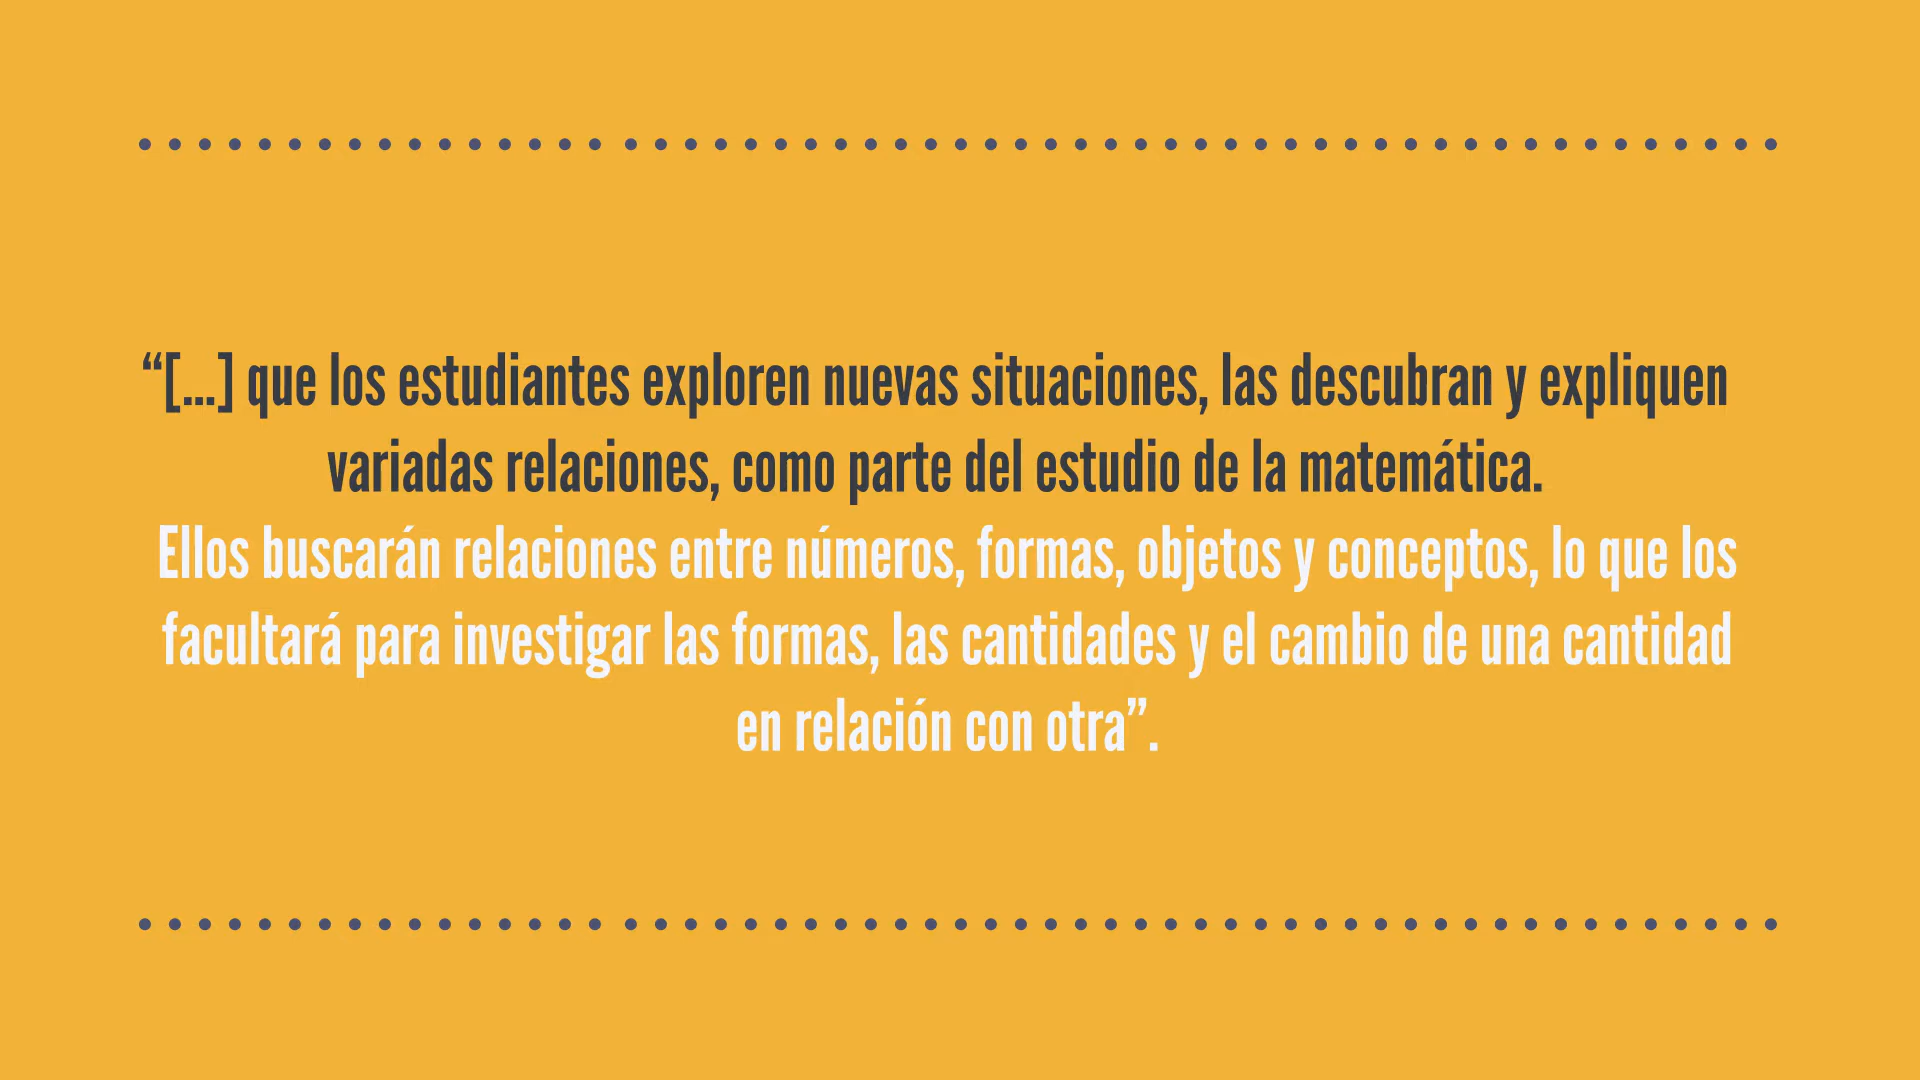 “[...] que los estudiantes exploren nuevas situaciones, las descubran y expliquen
variadas relaciones, como parte del estudio de la matemática.
Ellos buscarán relaciones entre números, formas, objetos y conceptos, lo que los
facultará para investigar las formas, las cantidades y el cambio de una cantidad
en relación con otra”.